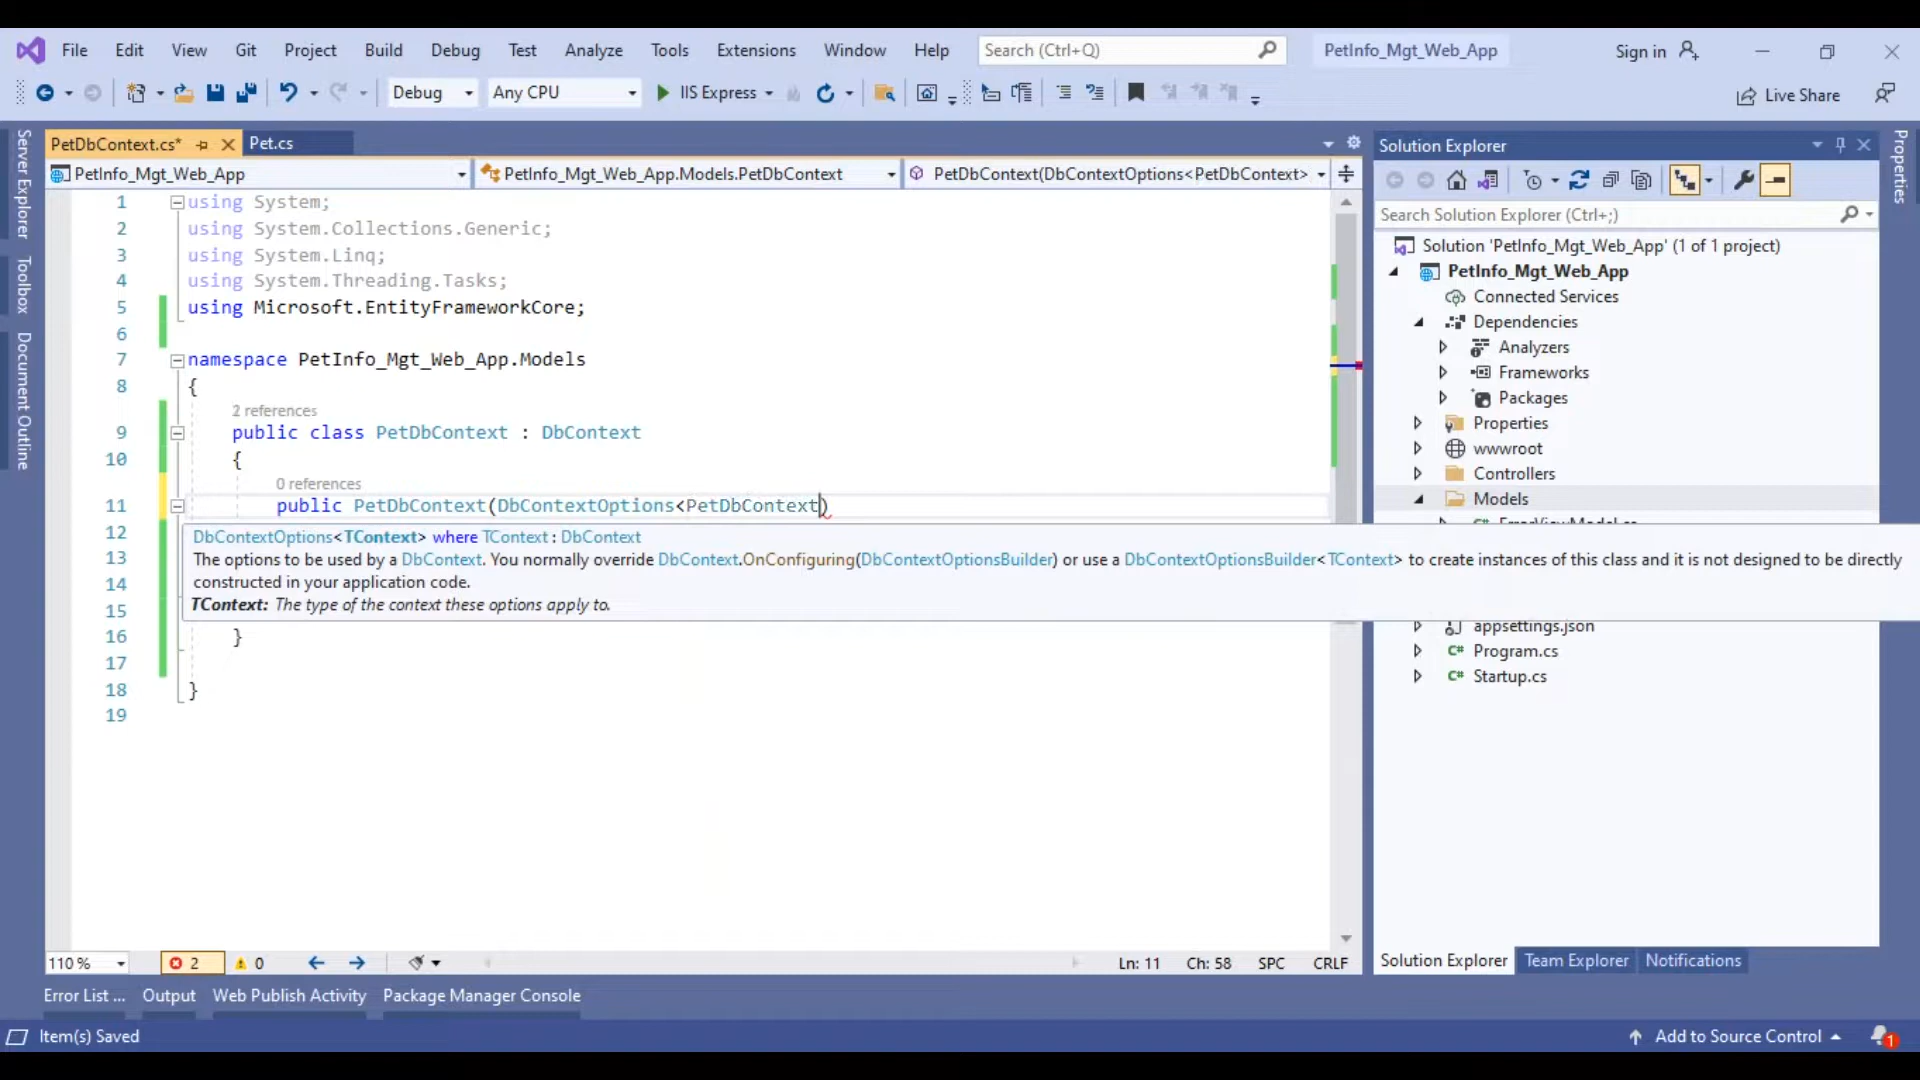 File Edit View Git Project Build Debug Test Analyze Tools Extensions Window Help Search (Ctrl+Q) PetInfo_Mgt_Web_App Sign in
Debug Any CPU IIS Express Live Share
Server Explorer
Toolbox
Document Outline
PetDbContext.cs* Pet.cs
PetInfo_Mgt_Web_App PetInfo_Mgt_Web_App.Models.PetDbContext PetDbContext(DbContextOptions<PetDbContext>
1 using System;
2 using System.Collections.Generic;
3 using System.Linq;
4 using System.Threading.Tasks;
5 using Microsoft.EntityFrameworkCore;
6
7 namespace PetInfo_Mgt_Web_App.Models
8 {
2 references
9 public class PetDbContext : DbContext
10 {
0 references
11 public PetDbContext(DbContextOptions<PetDbContext)
12
13
14
15
DbContextOptions<TContext> where TContext : DbContext
The options to be used by a DbContext. You normally override DbContext.OnConfiguring(DbContextOptionsBuilder) or use a DbContextOptionsBuilder<TContext> to create instances of this class and it is not designed to be directly
constructed in your application code.
TContext: The type of the context these options apply to.
16 }
17
18 }
19
110 % 2 0 Ln: 11 Ch: 58 SPC CRLF
Solution Explorer
Search Solution Explorer (Ctrl+;)
Solution 'PetInfo_Mgt_Web_App' (1 of 1 project)
PetInfo_Mgt_Web_App
Connected Services
Dependencies
Analyzers
Frameworks
Packages
Properties
wwwroot
Controllers
Models
appsettings.json
C# Program.cs
C# Startup.cs
Solution Explorer Team Explorer Notifications
Properties
Error List ... Output Web Publish Activity Package Manager Console
Item(s) Saved Add to Source Control 1